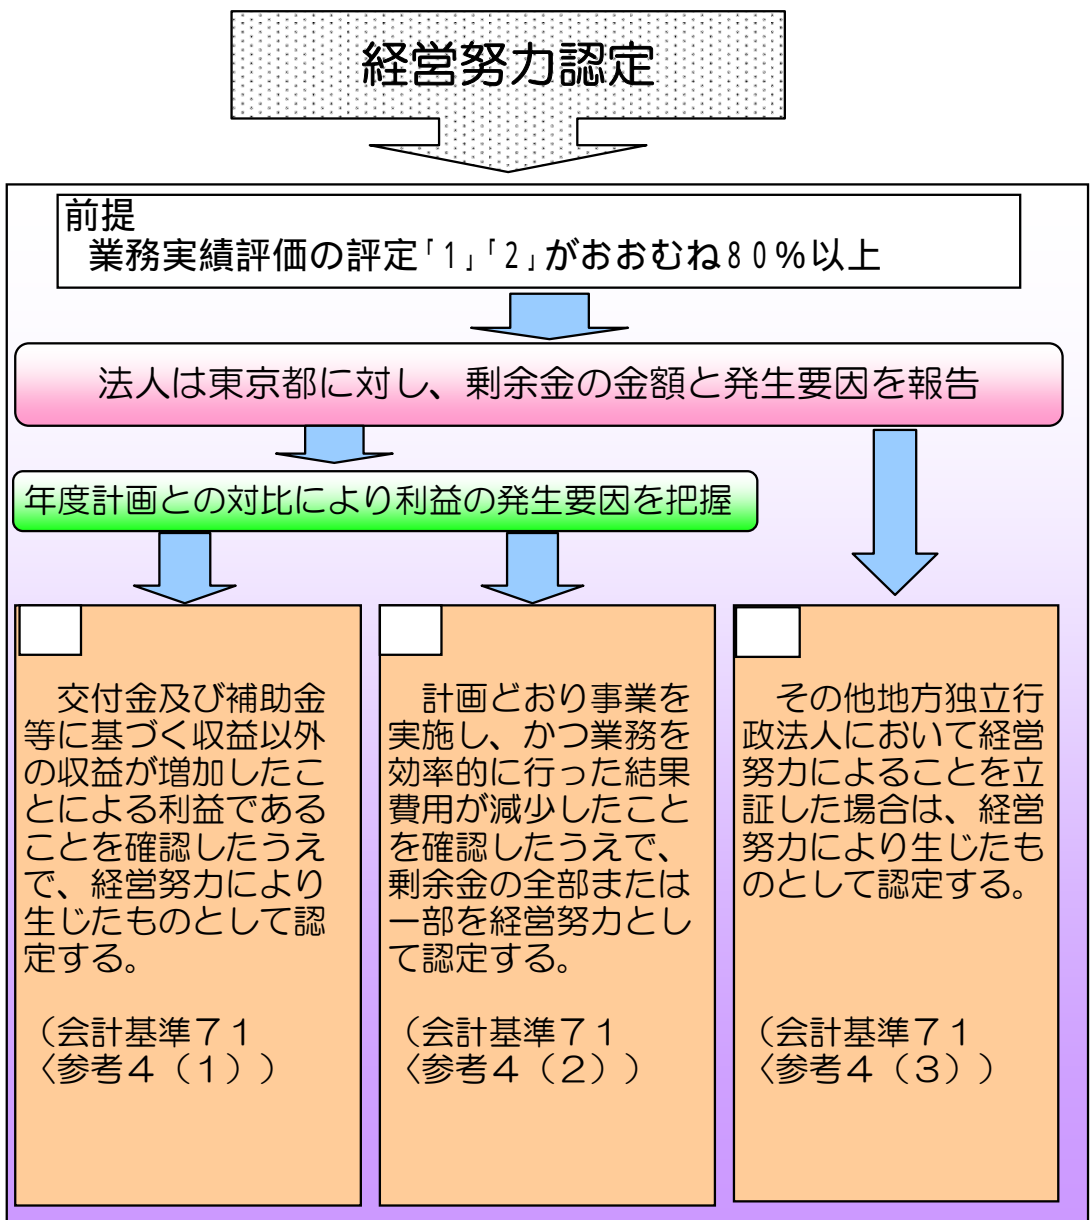 経営努力認定
前提
業務実績評価の評定「1」「2」がおおむね80%以上
法人は東京都に対し、剰余金の金額と発生要因を報告
年度計画との対比により利益の発生要因を把握
交付金及び補助金
等に基づく収益以外
の収益が増加したこ
とによる利益である
ことを確認したうえ
で、経営努力により
生じたものとして認
定する。
（会計基準７１
〈参考４（１））
計画どおり事業を
実施し、かつ業務を
効率的に行った結果
費用が減少したこと
を確認したうえで、
剰余金の全部または
一部を経営努力とし
て認定する。
（会計基準７１
〈参考４（２））
その他地方独立行
政法人において経営
努力によることを立
証した場合は、経営
努力により生じたも
のとして認定する。
（会計基準７１
〈参考４（３））